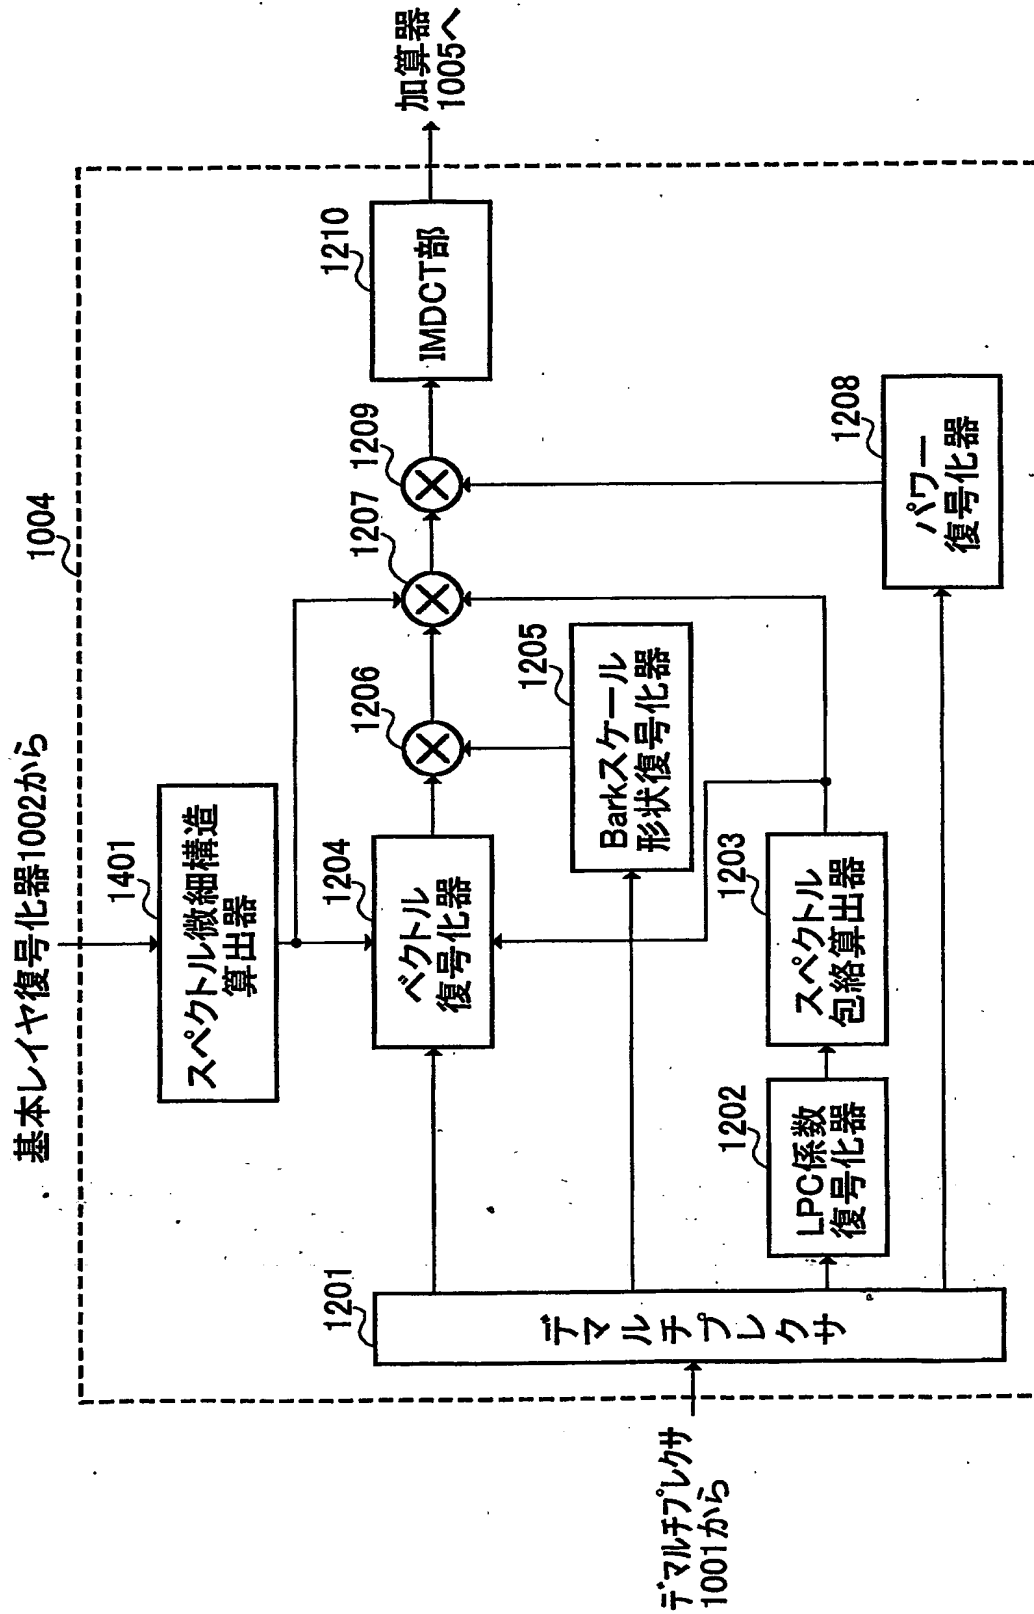 基本レイヤ復号化器1002から
1004
1401
スペクトル微細構造
算出器
1204
ベクトル
復号化器
1206
1207
1209
1210
IMDCT部
加算器
1005へ
1205
Barkスケール
形状復号化器
1201
デマルチプレクサ
デマルチプレクサ
1001から
1202
LPC係数
復号化器
1203
スペクトル
包絡算出器
1208
パワー
復号化器